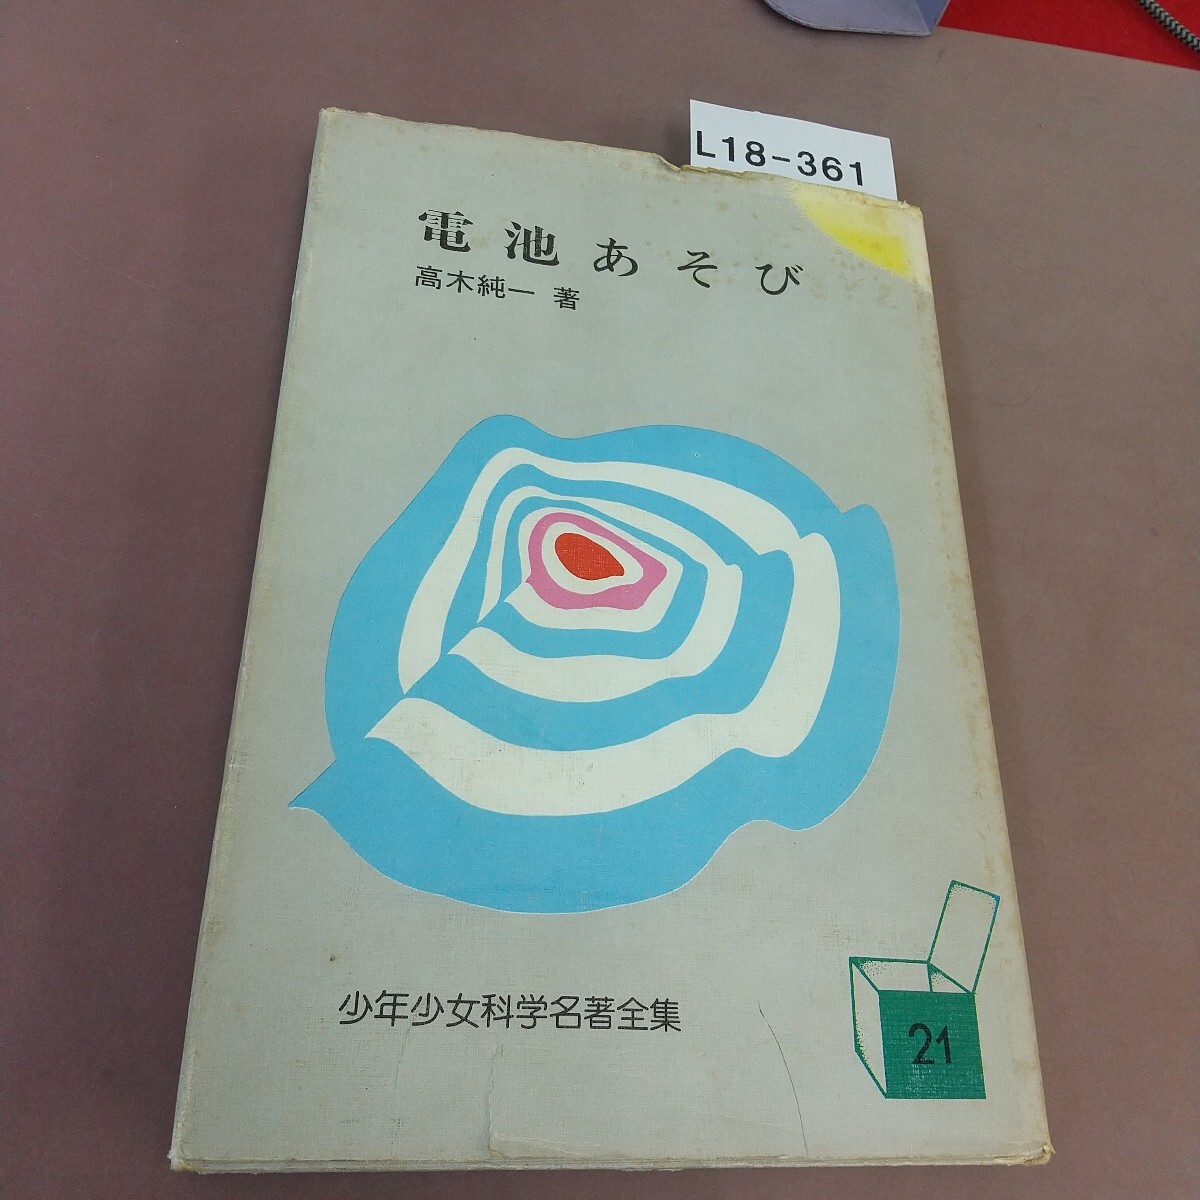 L18-361
電池あそび
高木純一 著
少年少女科学名著全集
21